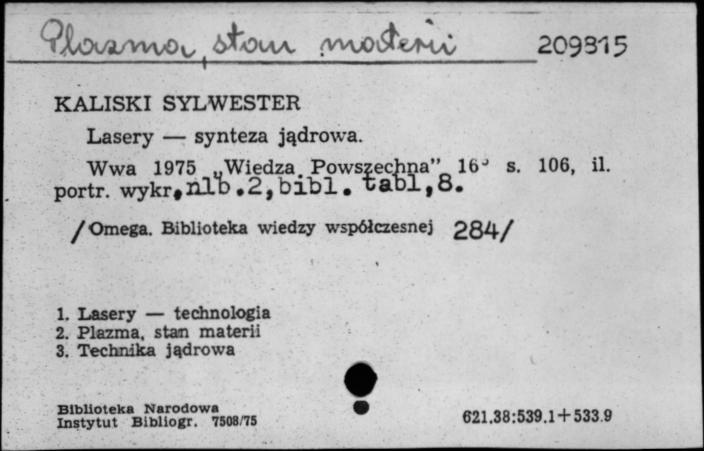 Plazma, stan materii 209815
KALISKI SYLWESTER
Lasery — synteza jądrowa.
Wwa 1975 „Wiedza Powszechna” 16° s. 106, il.
portr. wykr, nlb.2, bibl. tabl,8.
/Omega. Biblioteka wiedzy współczesnej 284/
1. Lasery — technologia
2. Plazma, stan materii
3. Technika jądrowa
Biblioteka Narodowa
Instytut Bibliogr. 7508/75 621.38:539.1+533.9